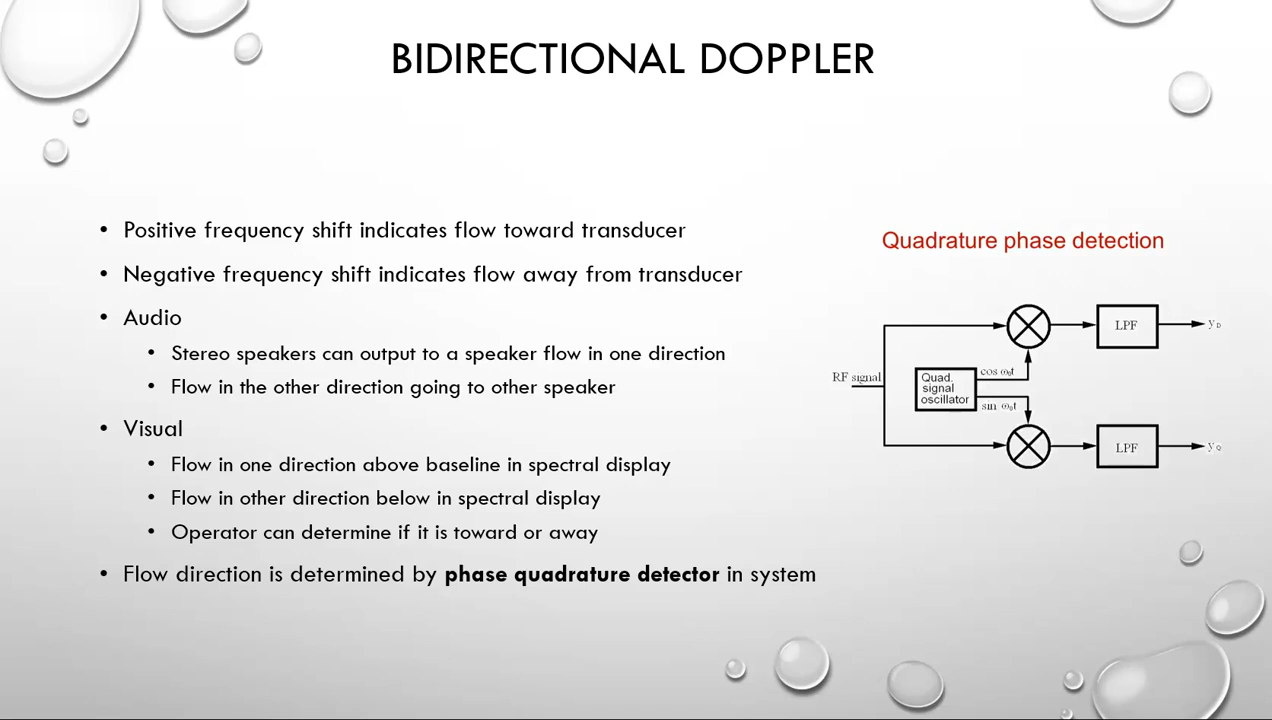 BIDIRECTIONAL DOPPLER
• Positive frequency shift indicates flow toward transducer
• Negative frequency shift indicates flow away from transducer
• Audio
• Stereo speakers can output to a speaker flow in one direction
• Flow in the other direction going to other speaker
• Visual
• Flow in one direction above baseline in spectral display
• Flow in other direction below in spectral display
• Operator can determine if it is toward or away
• Flow direction is determined by phase quadrature detector in system
Quadrature phase detection
RF signal
Quad.
signal
oscillator
cos ω₀t
sin ω₀t
LPF
y_D
LPF
y_Q